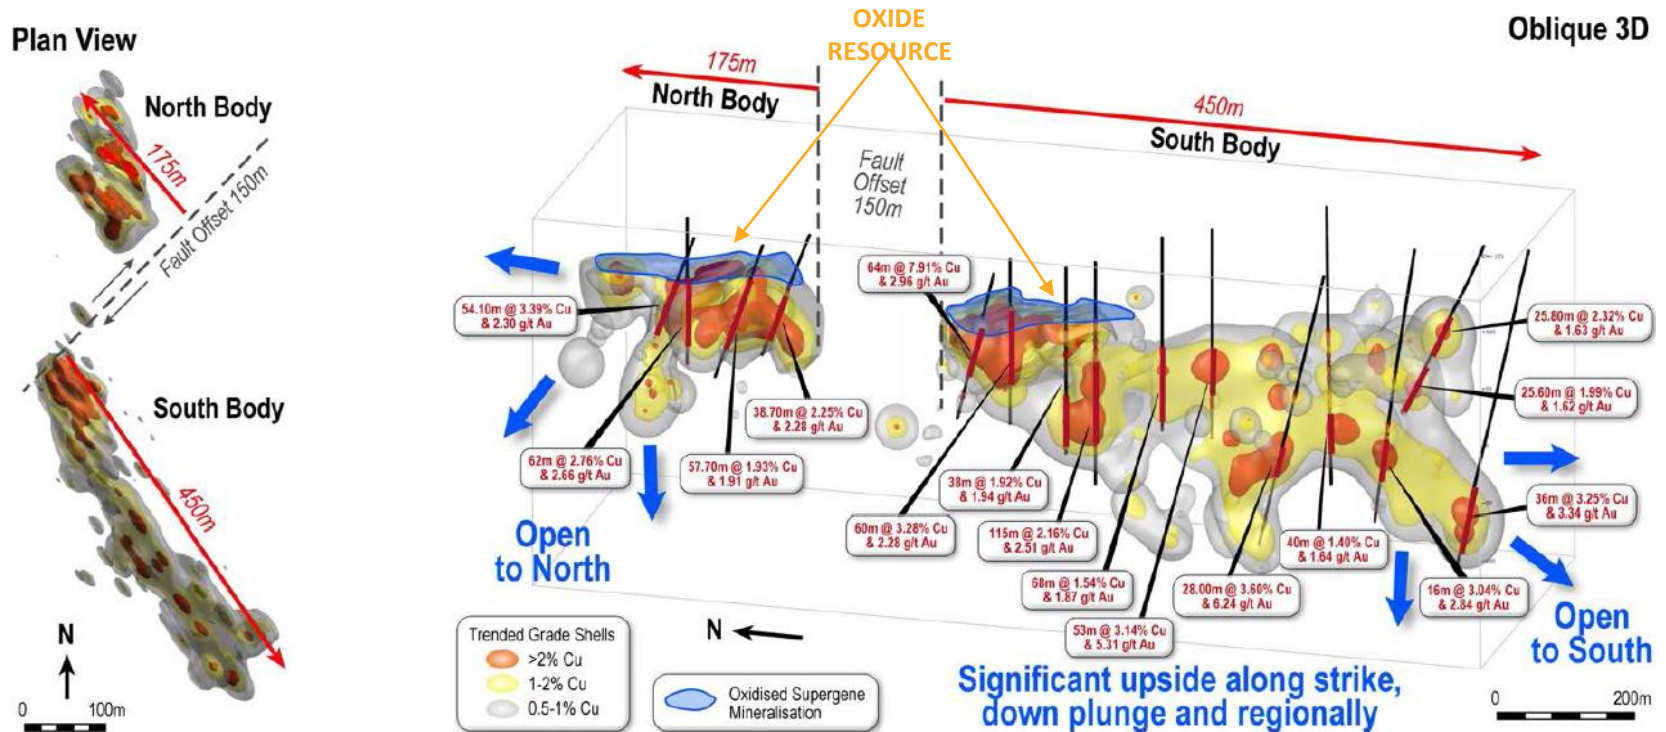 Plan View
North Body
175m
Fault Offset 150m
South Body
450m
N
0
100m
OXIDE
RESOURCE
Oblique 3D
175m
North Body
Fault
Offset
150m
450m
South Body
54.10m @ 3.39% Cu
& 2.30 g/t Au
62m @ 2.76% Cu
& 2.66 g/t Au
57.70m @ 1.93% Cu
& 1.91 g/t Au
38.70m @ 2.25% Cu
& 2.28 g/t Au
64m @ 7.91% Cu
& 2.96 g/t Au
60m @ 3.28% Cu
& 2.28 g/t Au
38m @ 1.92% Cu
& 1.94 g/t Au
115m @ 2.16% Cu
& 2.51 g/t Au
68m @ 1.54% Cu
& 1.87 g/t Au
53m @ 3.14% Cu
& 5.31 g/t Au
28.00m @ 3.60% Cu
& 6.24 g/t Au
40m @ 1.40% Cu
& 1.64 g/t Au
16m @ 3.04% Cu
& 2.84 g/t Au
25.80m @ 2.32% Cu
& 1.63 g/t Au
25.60m @ 1.99% Cu
& 1.62 g/t Au
36m @ 3.25% Cu
& 3.34 g/t Au
Open
to North
Open
to South
N
Trended Grade Shells
>2% Cu
1-2% Cu
0.5-1% Cu
Oxidised Supergene
Mineralisation
Significant upside along strike,
down plunge and regionally
0
200m